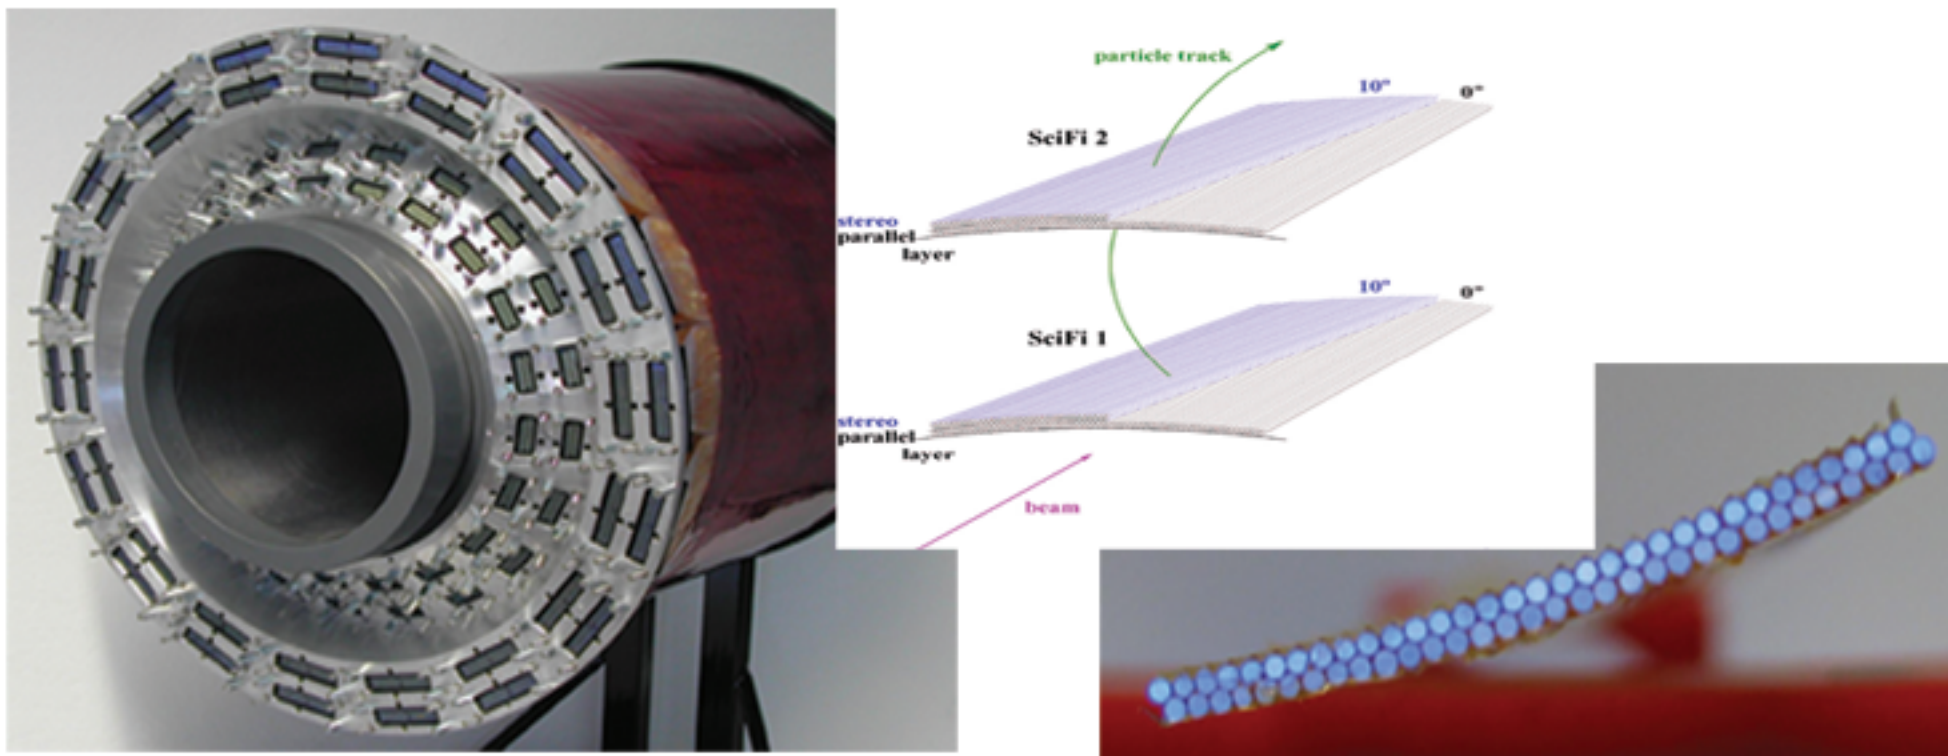 particle track
10°
0°
SciFi 2
stereo
parallel
layer
10°
0°
SciFi 1
stereo
parallel
layer
beam